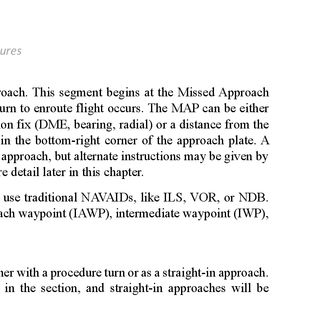 ures
roach. This segment begins at the Missed Approach
urn to enroute flight occurs. The MAP can be either
on fix (DME, bearing, radial) or a distance from the
in the bottom-right corner of the approach plate. A
approach, but alternate instructions may be given by
e detail later in this chapter.
use traditional NAVAIDs, like ILS, VOR, or NDB.
ach waypoint (IAWP), intermediate waypoint (IWP),
her with a procedure turn or as a straight-in approach.
in the section, and straight-in approaches will be